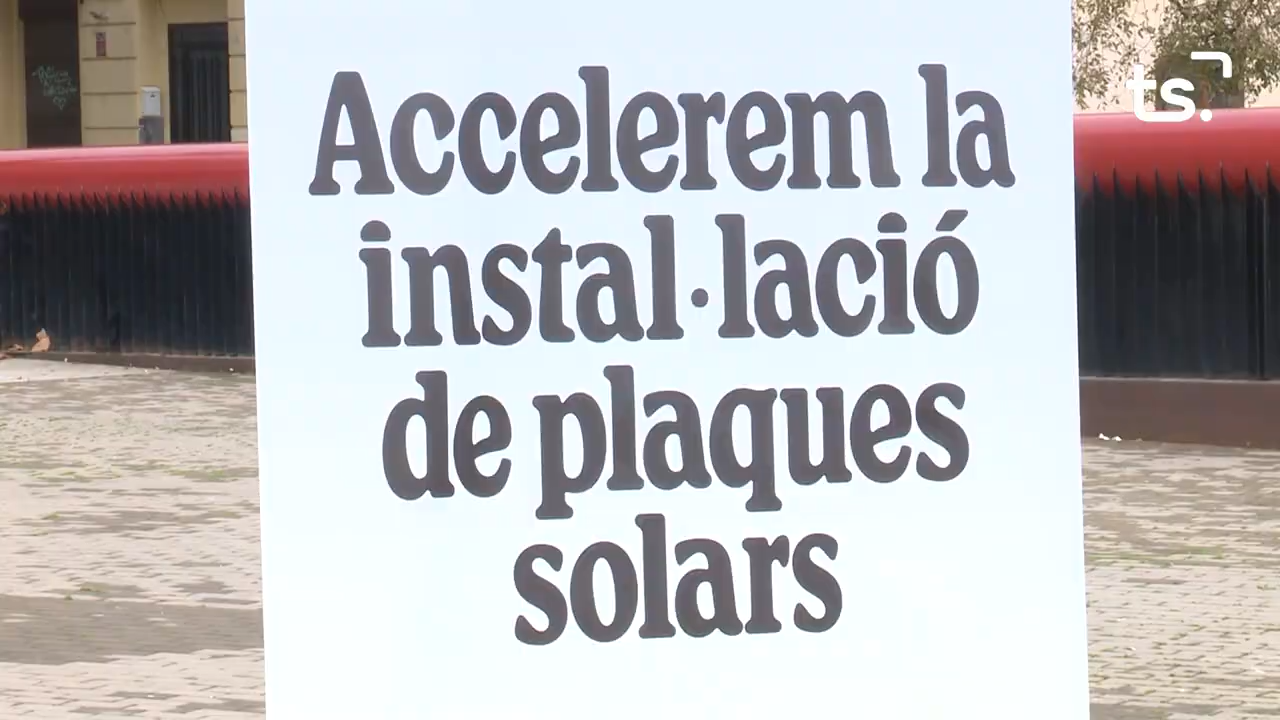 ts.
Accelerem la
instal·lació
de plaques
solars